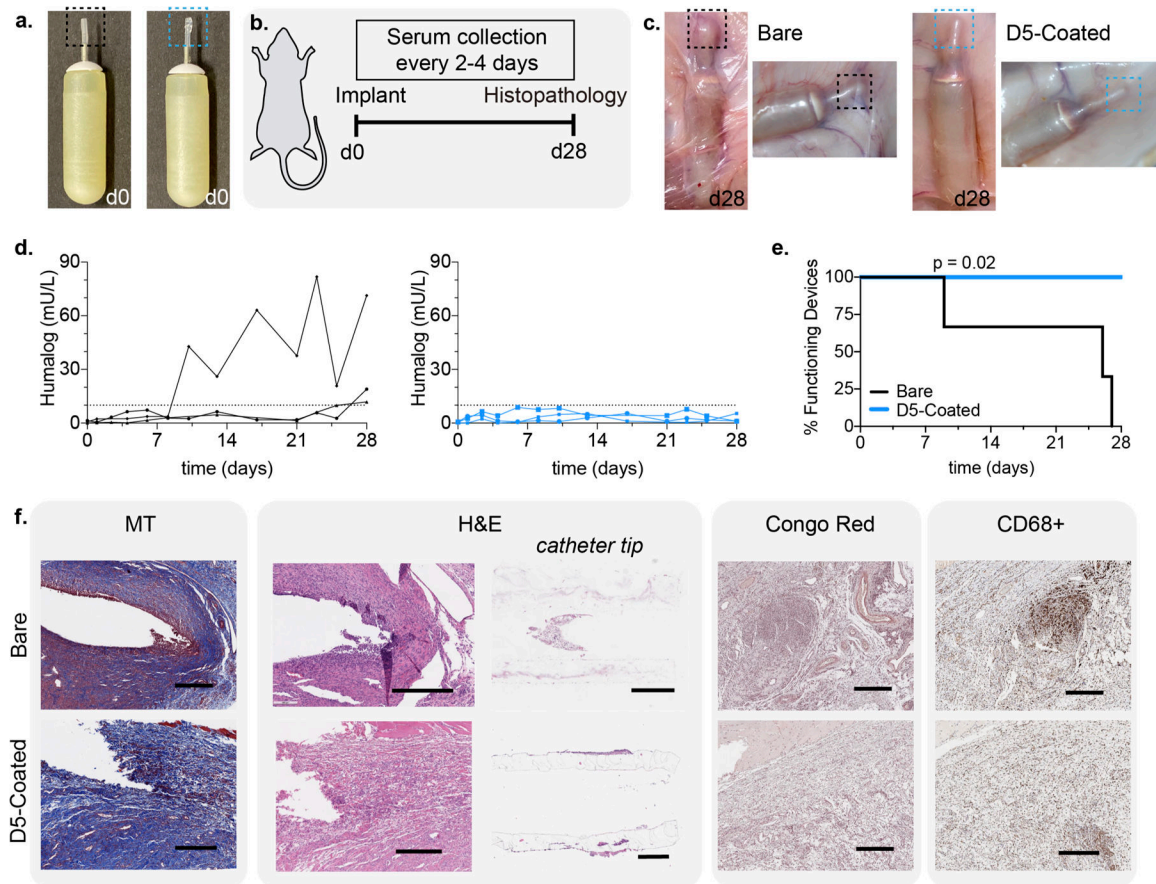 a.
d0
d0
b.
Serum collection
every 2-4 days
Implant
Histopathology
d0
d28
c.
Bare
D5-Coated
d28
d28
d.
Humalog (mU/L)
90
60
30
0
0
7
14
21
28
time (days)
Humalog (mU/L)
90
60
30
0
0
7
14
21
28
time (days)
e.
p = 0.02
% Functioning Devices
100
75
50
25
0
Bare
D5-Coated
0
7
14
21
28
time (days)
f.
MT
H&E
catheter tip
Congo Red
CD68+
Bare
D5-Coated